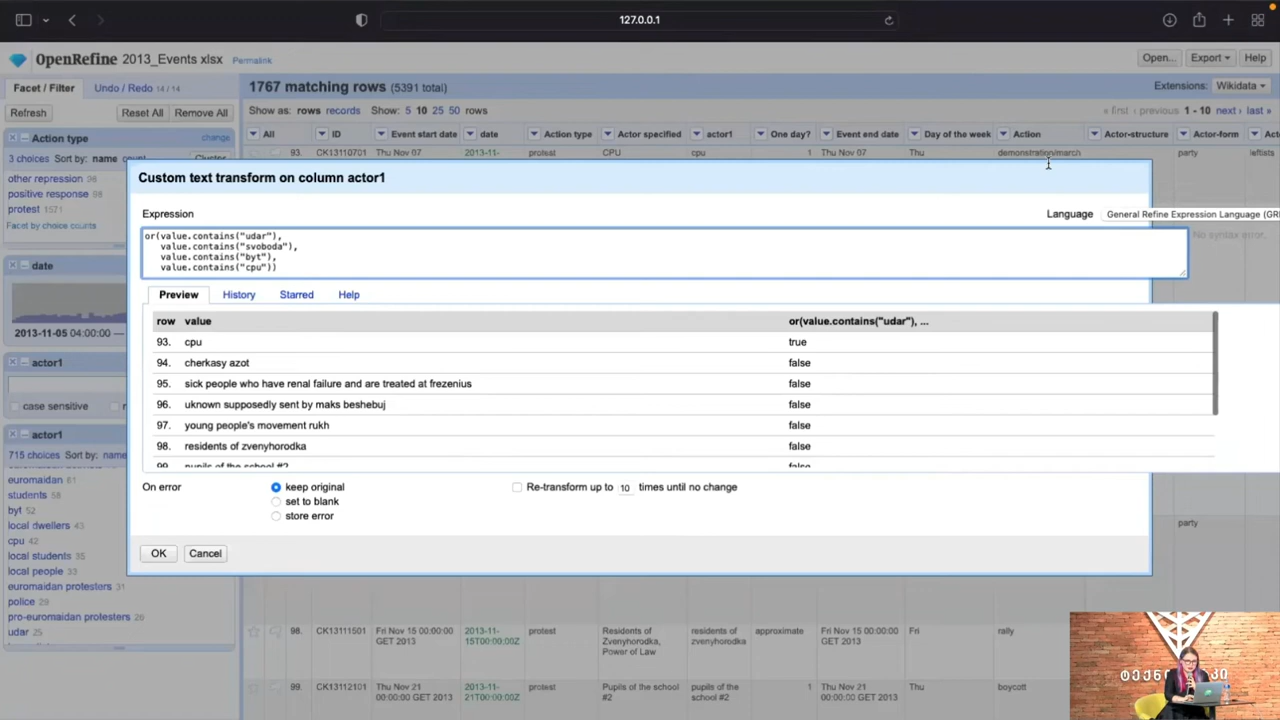 127.0.0.1
OpenRefine 2013_Events xlsx Permalink
Open... Export Help
Facet / Filter Undo / Redo 14 / 14
1767 matching rows (5391 total)
Extensions: Wikidata
Refresh Reset All Remove All
Show as: rows records Show: 5 10 25 50 rows
« first ‹ previous 1 - 10 next › last »
Action type change
3 choices Sort by: name count Cluster
other repression 98
positive response 98
protest 1571
Facet by choice counts
date
2013-11-05 04:00:00 —
actor1
case sensitive
actor1
715 choices Sort by: name
euromaidan 61
students 58
byt 52
local dwellers 43
cpu 42
local students 35
local people 33
euromaidan protesters 31
police 29
pro-euromaidan protesters 26
udar 25
All ID Event start date date Action type Actor specified actor1 One day? Event end date Day of the week Action Actor-structure Actor-form
93. CK13110701 Thu Nov 07 2013-11- protest CPU cpu 1 Thu Nov 07 Thu demonstration/march party leftists
Custom text transform on column actor1
Expression Language General Refine Expression Language (GRE
No syntax error.
or(value.contains("udar"),
value.contains("svoboda"),
value.contains("byt"),
value.contains("cpu"))
Preview History Starred Help
row value or(value.contains("udar"), ...
93. cpu true
94. cherkasy azot false
95. sick people who have renal failure and are treated at frezenius false
96. uknown supposedly sent by maks beshebuj false
97. young people's movement rukh false
98. residents of zvenyhorodka false
99. pupils of the school #2 false
On error keep original Re-transform up to 10 times until no change
set to blank
store error
OK Cancel
party
98. CK13111501 Fri Nov 15 00:00:00 GET 2013 2013-11-15T00:00:00Z protest Residents of Zvenyhorodka, Power of Law residents of zvenyhorodka approximate Fri Nov 15 00:00:00 GET 2013 Fri rally
99. CK13112101 Thu Nov 21 00:00:00 GET 2013 2013-11-21T00:00:00Z protest Pupils of the school #2 pupils of the school #2 1 Thu Nov 21 00:00:00 GET 2013 Thu boycott